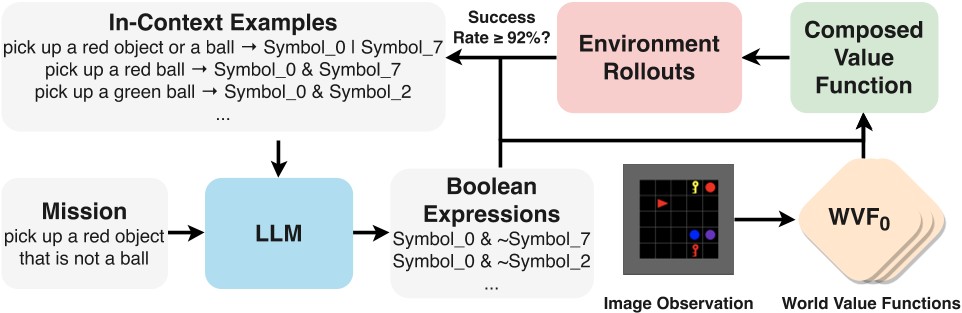 In-Context Examples
pick up a red object or a ball → Symbol_0 | Symbol_7
pick up a red ball → Symbol_0 & Symbol_7
pick up a green ball → Symbol_0 & Symbol_2
...
Success
Rate ≥ 92%?
Environment
Rollouts
Composed
Value
Function
Mission
pick up a red object
that is not a ball
LLM
Boolean
Expressions
Symbol_0 & ~Symbol_7
Symbol_0 & ~Symbol_2
...
Image Observation
WVF₀
World Value Functions